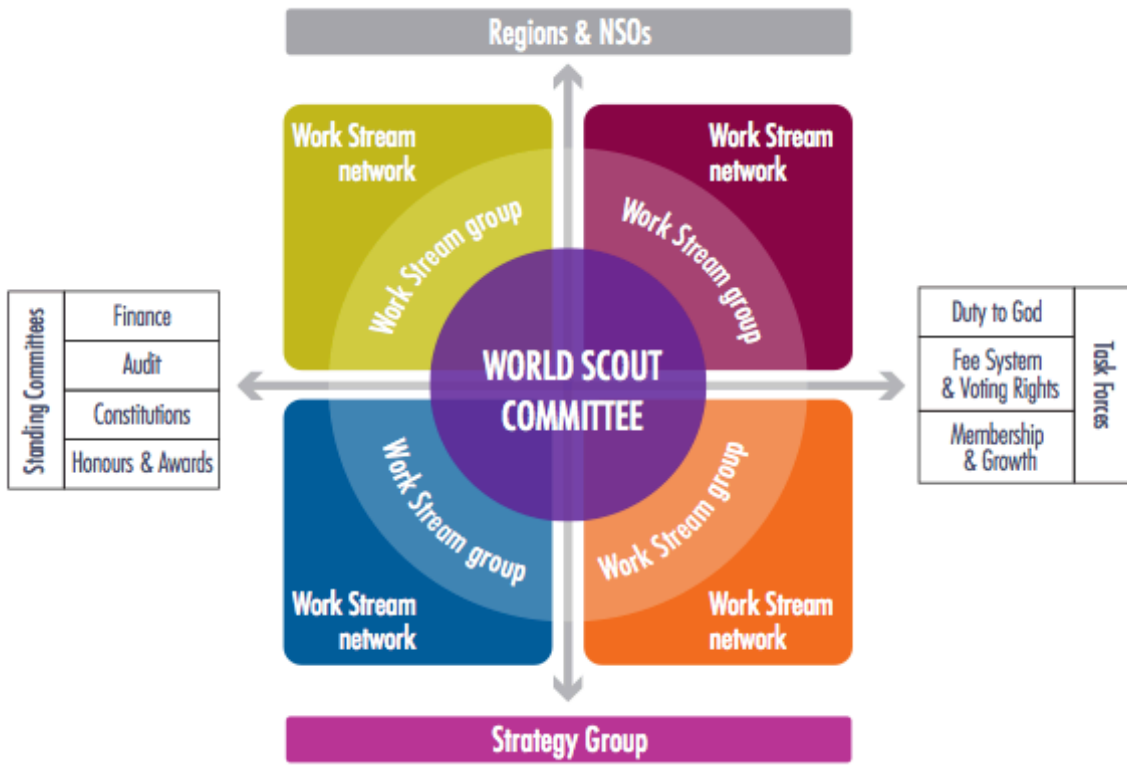 Regions & NSOs
Work Stream
network
Work Stream
network
Work Stream group
Work Stream group
Standing Committees
Finance
Audit
Constitutions
Honours & Awards
WORLD SCOUT
COMMITTEE
Duty to God
Fee System
& Voting Rights
Membership
& Growth
Task Forces
Work Stream group
Work Stream group
Work Stream
network
Work Stream
network
Strategy Group